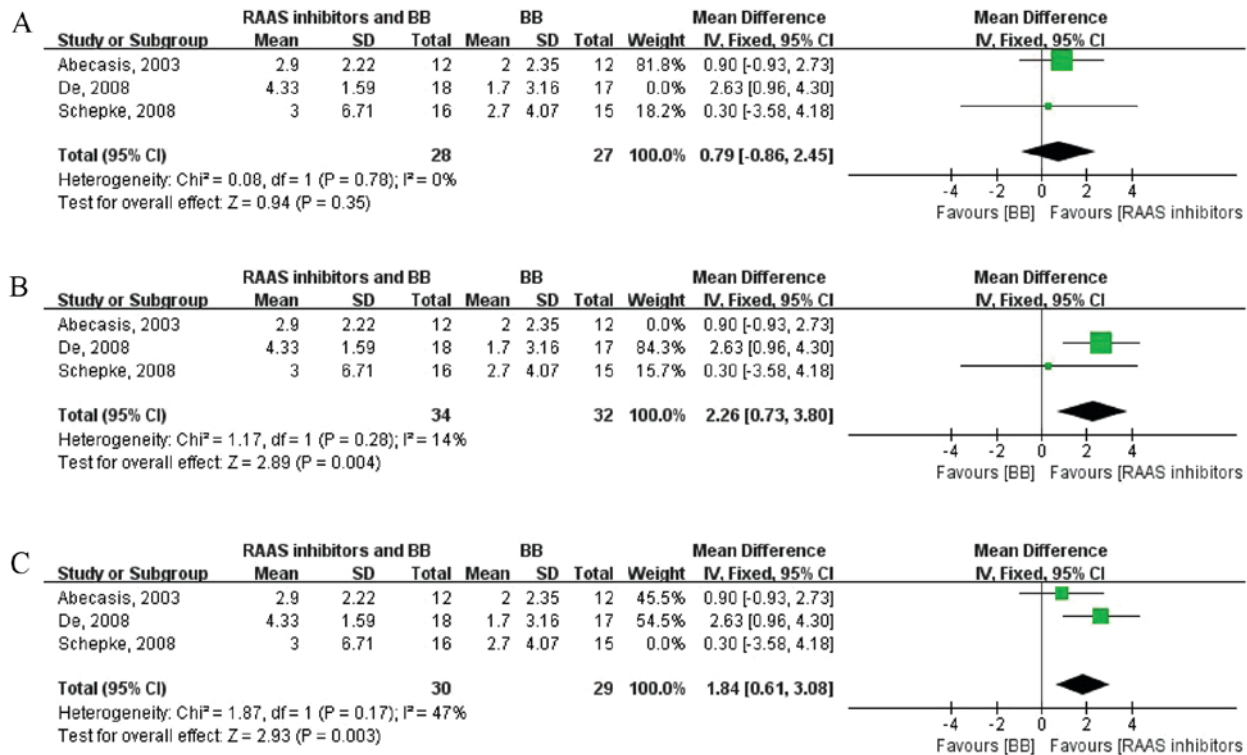 A
RAAS inhibitors and BB BB Mean Difference Mean Difference
Study or Subgroup Mean SD Total Mean SD Total Weight IV, Fixed, 95% CI IV, Fixed, 95% CI
Abecasis, 2003 2.9 2.22 12 2 2.35 12 81.8% 0.90 [-0.93, 2.73]
De, 2008 4.33 1.59 18 1.7 3.16 17 0.0% 2.63 [0.96, 4.30]
Schepke, 2008 3 6.71 16 2.7 4.07 15 18.2% 0.30 [-3.58, 4.18]
Total (95% CI) 28 27 100.0% 0.79 [-0.86, 2.45]
Heterogeneity: Chi² = 0.08, df = 1 (P = 0.78); I² = 0%
Test for overall effect: Z = 0.94 (P = 0.35)
-4 -2 0 2 4
Favours [BB] Favours [RAAS inhibitors
B
RAAS inhibitors and BB BB Mean Difference Mean Difference
Study or Subgroup Mean SD Total Mean SD Total Weight IV, Fixed, 95% CI IV, Fixed, 95% CI
Abecasis, 2003 2.9 2.22 12 2 2.35 12 0.0% 0.90 [-0.93, 2.73]
De, 2008 4.33 1.59 18 1.7 3.16 17 84.3% 2.63 [0.96, 4.30]
Schepke, 2008 3 6.71 16 2.7 4.07 15 15.7% 0.30 [-3.58, 4.18]
Total (95% CI) 34 32 100.0% 2.26 [0.73, 3.80]
Heterogeneity: Chi² = 1.17, df = 1 (P = 0.28); I² = 14%
Test for overall effect: Z = 2.89 (P = 0.004)
-4 -2 0 2 4
Favours [BB] Favours [RAAS inhibitors
C
RAAS inhibitors and BB BB Mean Difference Mean Difference
Study or Subgroup Mean SD Total Mean SD Total Weight IV, Fixed, 95% CI IV, Fixed, 95% CI
Abecasis, 2003 2.9 2.22 12 2 2.35 12 45.5% 0.90 [-0.93, 2.73]
De, 2008 4.33 1.59 18 1.7 3.16 17 54.5% 2.63 [0.96, 4.30]
Schepke, 2008 3 6.71 16 2.7 4.07 15 0.0% 0.30 [-3.58, 4.18]
Total (95% CI) 30 29 100.0% 1.84 [0.61, 3.08]
Heterogeneity: Chi² = 1.87, df = 1 (P = 0.17); I² = 47%
Test for overall effect: Z = 2.93 (P = 0.003)
-4 -2 0 2 4
Favours [BB] Favours [RAAS inhibitors